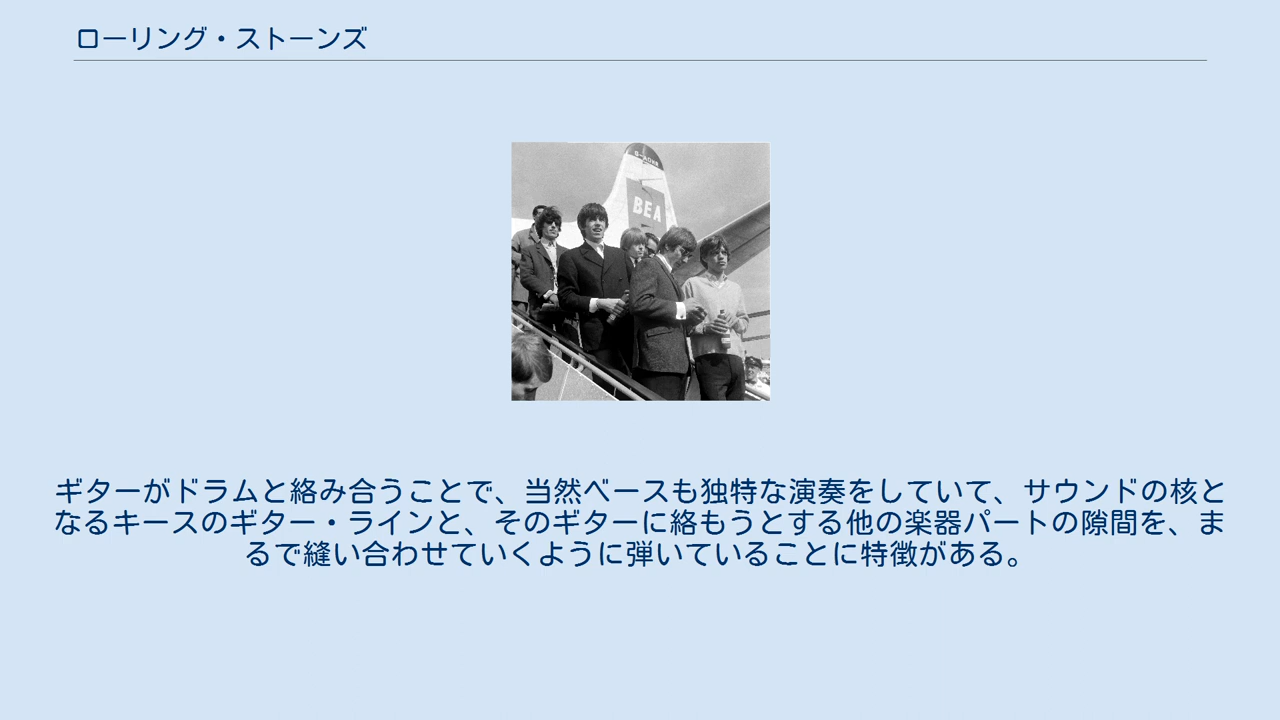 ローリング・ストーンズ
BEA
ギターがドラムと絡み合うことで、当然ベースも独特な演奏をしていて、サウンドの核と
なるキースのギター・ラインと、そのギターに絡もうとする他の楽器パートの隙間を、ま
るで縫い合わせていくように弾いていることに特徴がある。